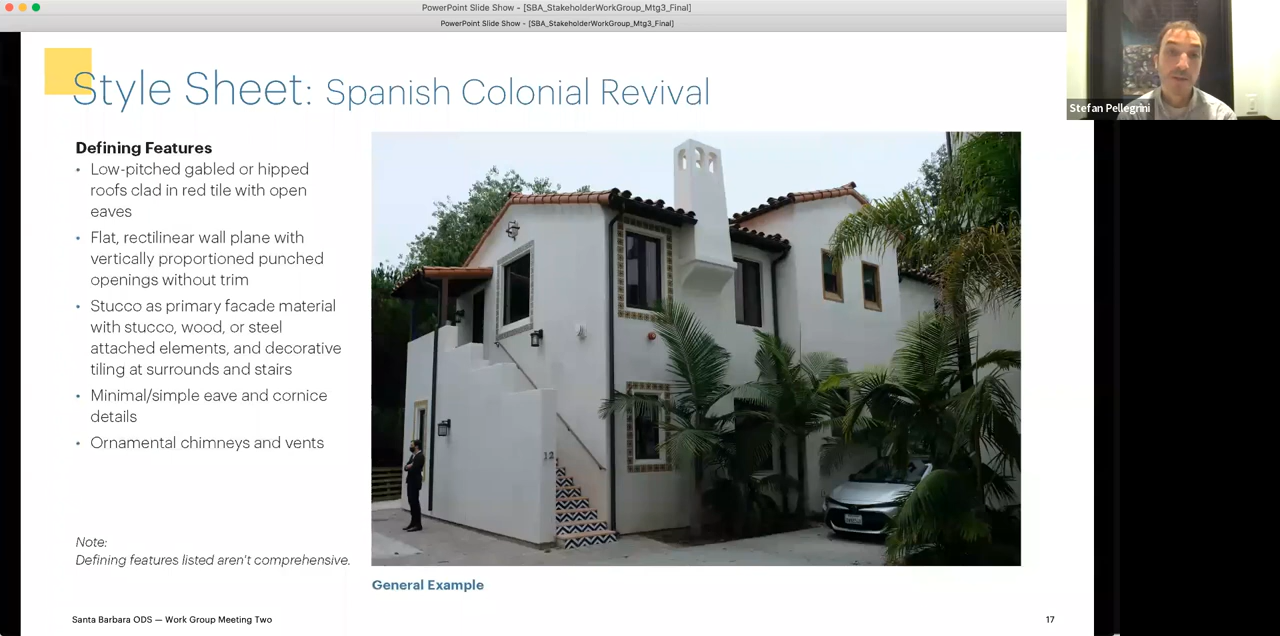 PowerPoint Slide Show - [SBA_StakeholderWorkGroup_Mtg3_Final]
PowerPoint Slide Show - [SBA_StakeholderWorkGroup_Mtg3_Final]
Stefan Pellegrini
Style Sheet: Spanish Colonial Revival
Defining Features
• Low-pitched gabled or hipped
roofs clad in red tile with open
eaves
• Flat, rectilinear wall plane with
vertically proportioned punched
openings without trim
• Stucco as primary facade material
with stucco, wood, or steel
attached elements, and decorative
tiling at surrounds and stairs
• Minimal/simple eave and cornice
details
• Ornamental chimneys and vents
12
Note:
Defining features listed aren't comprehensive.
General Example
Santa Barbara ODS — Work Group Meeting Two
17